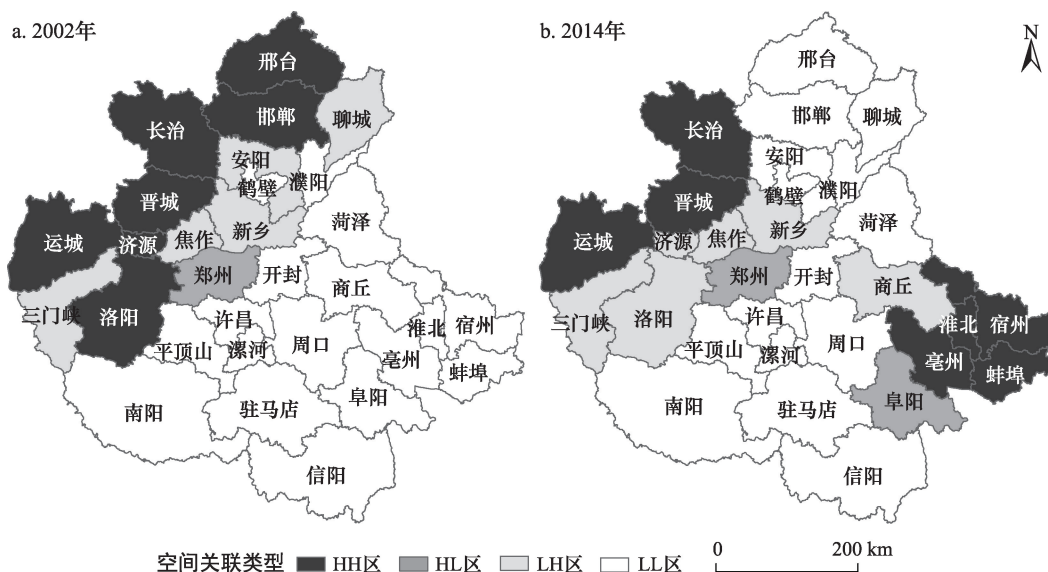 a. 2002年
邢台
邯郸
聊城
长治
安阳
鹤壁
濮阳
晋城
菏泽
运城
济源
焦作
新乡
郑州
开封
三门峡
洛阳
商丘
许昌
淮北
宿州
平顶山
漯河
周口
亳州
蚌埠
南阳
驻马店
阜阳
信阳
b. 2014年
N
邢台
邯郸
聊城
长治
安阳
鹤壁
濮阳
晋城
菏泽
运城
济源
焦作
新乡
郑州
开封
商丘
三门峡
洛阳
许昌
淮北
宿州
平顶山
漯河
周口
亳州
蚌埠
南阳
驻马店
阜阳
信阳
空间关联类型 HH区 HL区 LH区 LL区
0 200 km